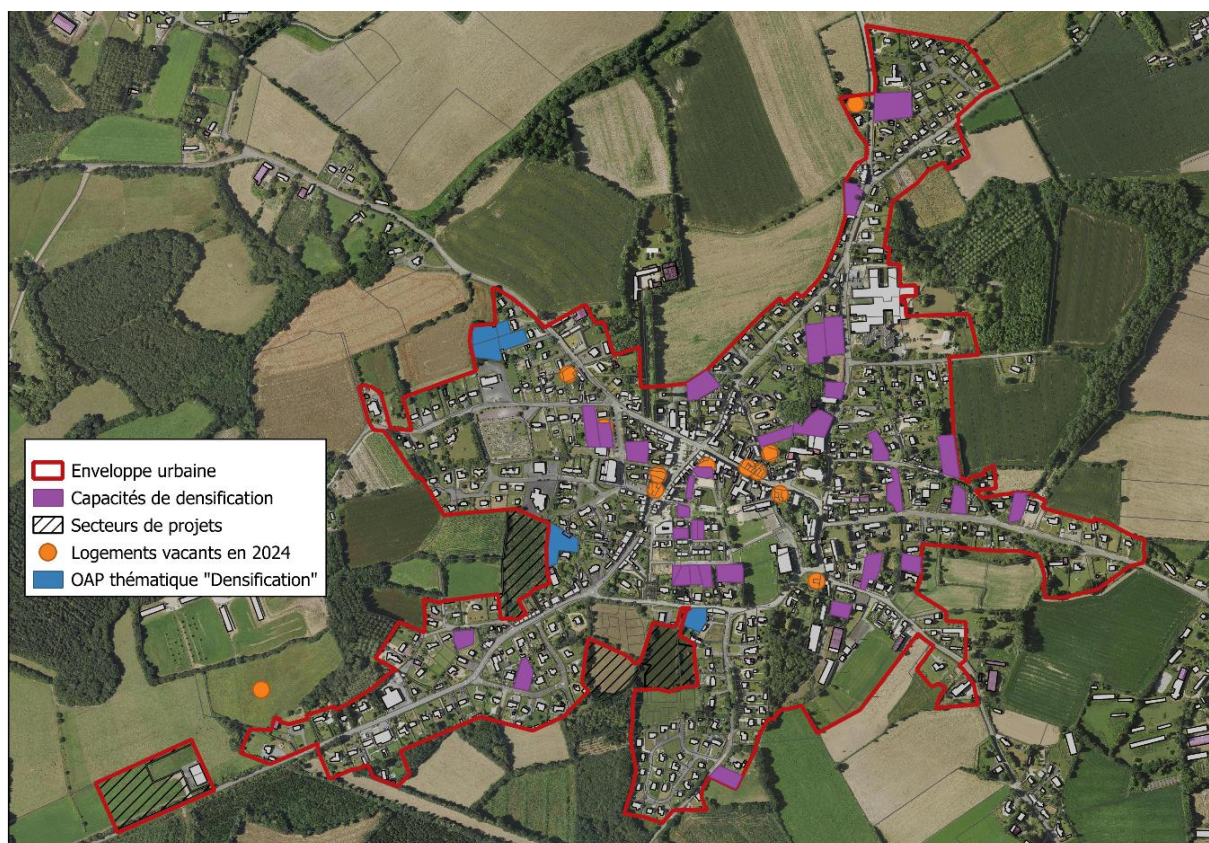 Enveloppe urbaine
Capacités de densification
Secteurs de projets
Logements vacants en 2024
OAP thématique "Densification"